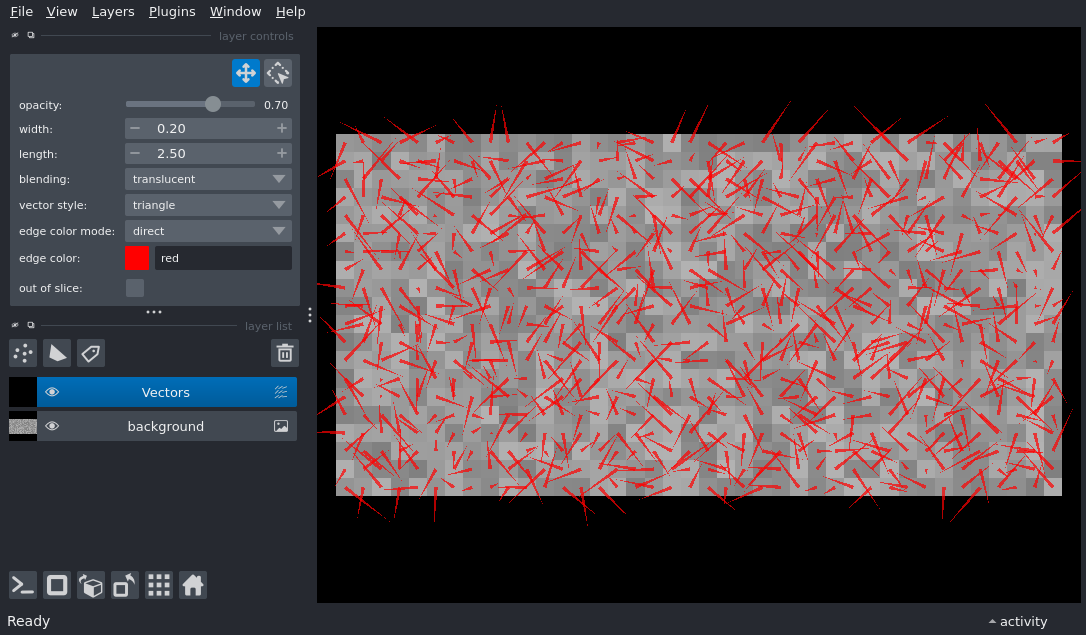 File View Layers Plugins Window Help
layer controls
opacity: 0.70
width: 0.20
length: 2.50
blending: translucent
vector style: triangle
edge color mode: direct
edge color: red
out of slice:
layer list
Vectors
background
Ready
activity